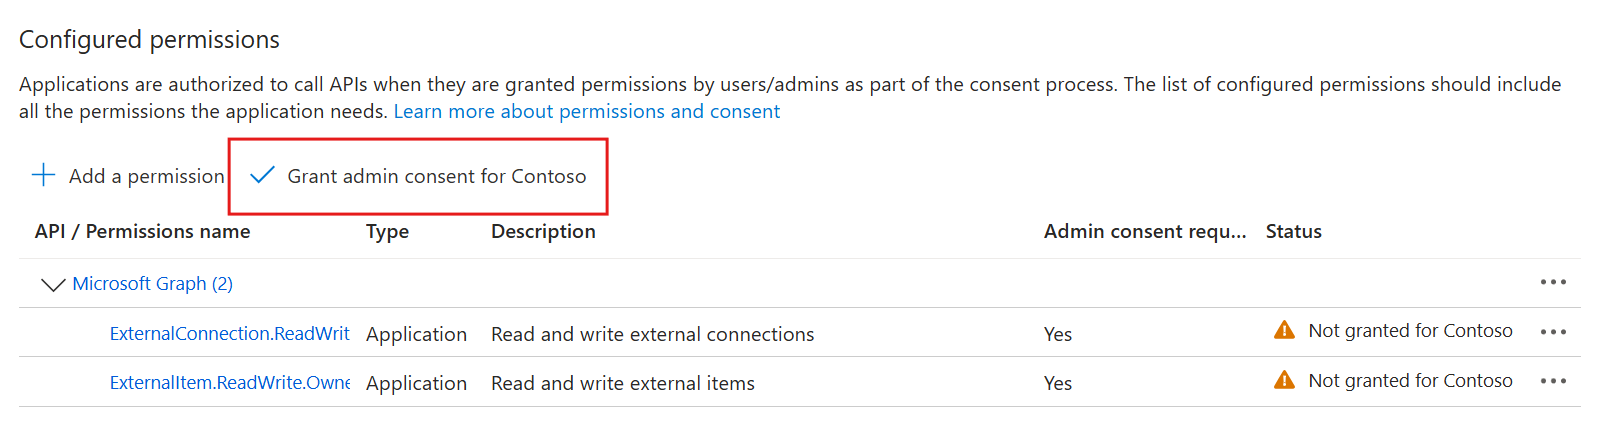 Configured permissions
Applications are authorized to call APIs when they are granted permissions by users/admins as part of the consent process. The list of configured permissions should include
all the permissions the application needs. Learn more about permissions and consent
Add a permission Grant admin consent for Contoso
API / Permissions name Type Description Admin consent requ... Status
Microsoft Graph (2)
ExternalConnection.ReadWrit Application Read and write external connections Yes Not granted for Contoso
ExternalItem.ReadWrite.Owne Application Read and write external items Yes Not granted for Contoso